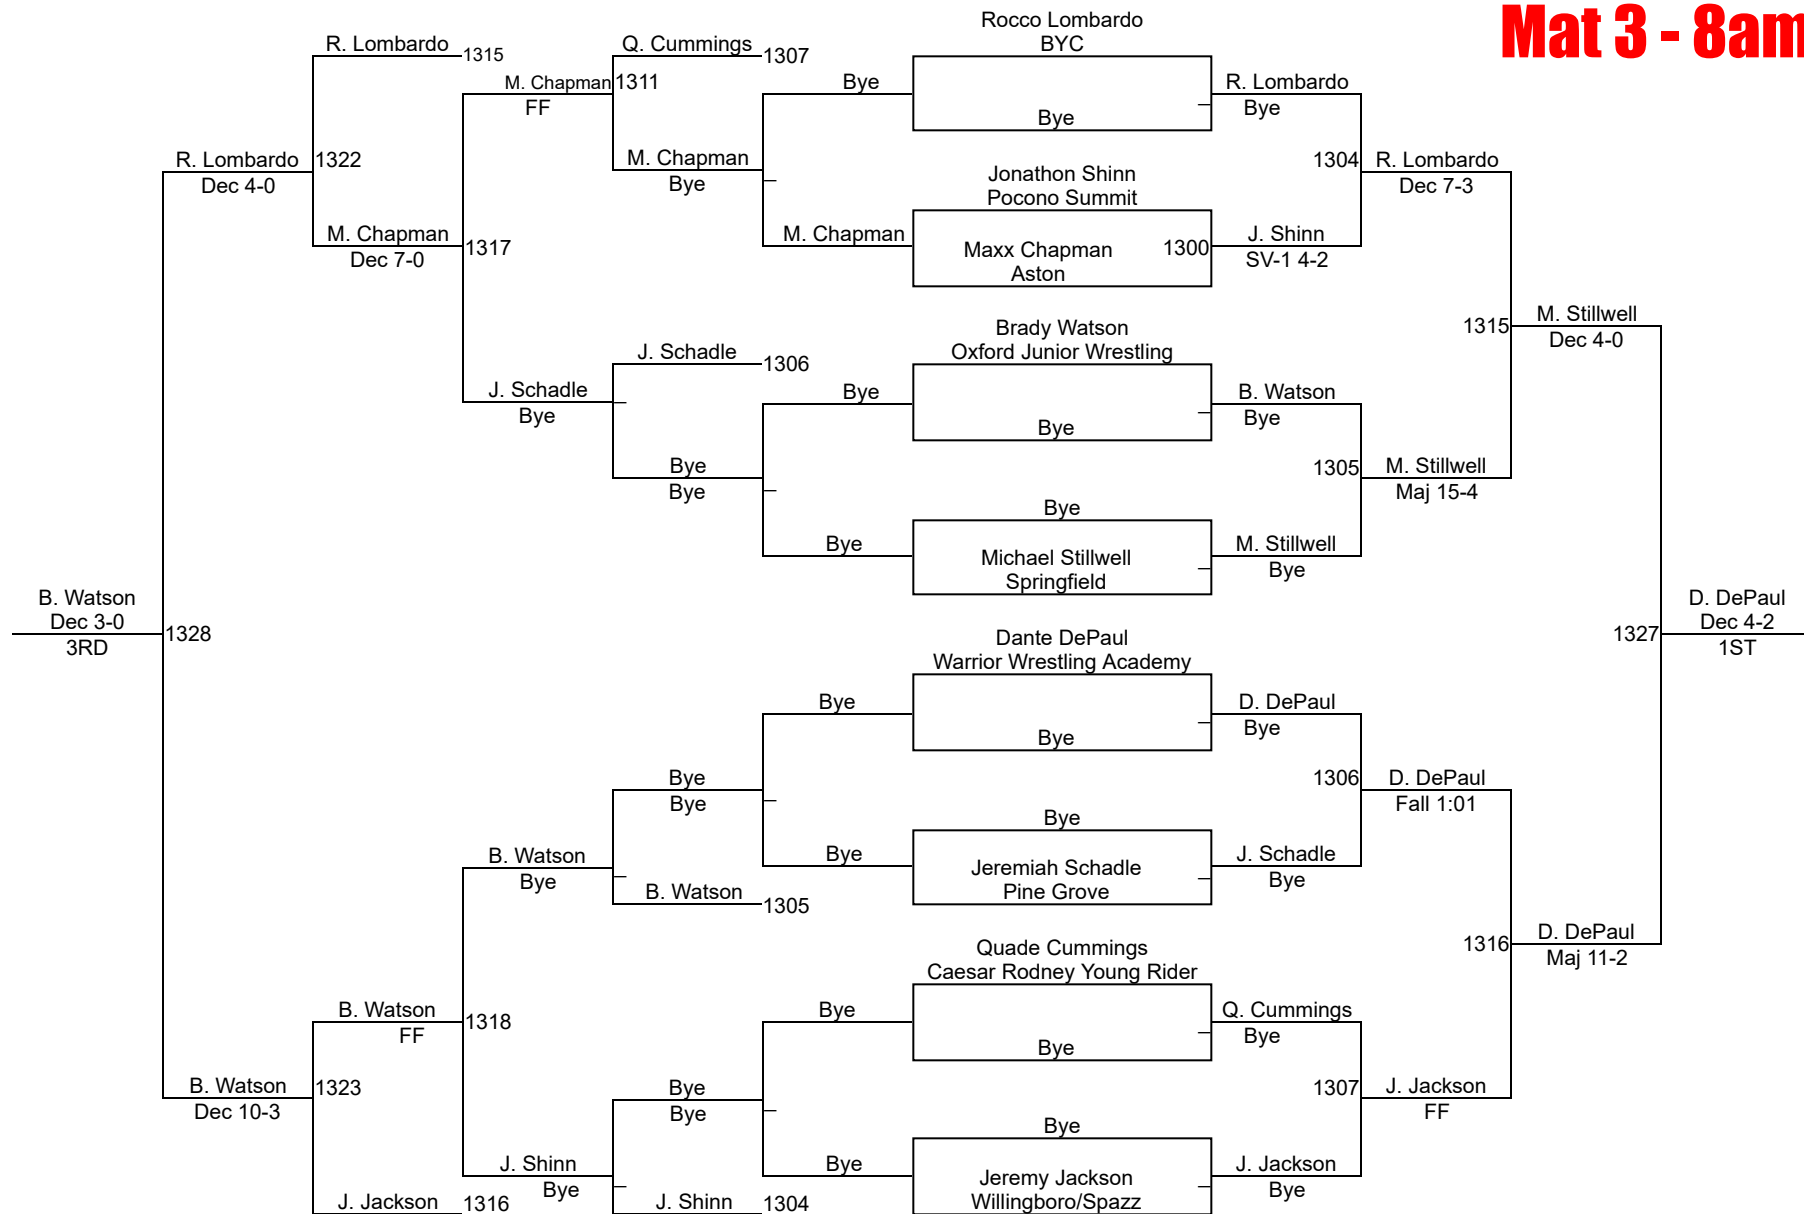 Mat 3 - 8am
Rocco Lombardo
BYC
R. Lombardo
1315
Q. Cummings
1307
M. Chapman
1311
FF
Bye
Bye
R. Lombardo
Bye
R. Lombardo
Dec 4-0
1322
M. Chapman
Bye
Jonathon Shinn
Pocono Summit
1304
R. Lombardo
Dec 7-3
M. Chapman
Dec 7-0
1317
M. Chapman
Maxx Chapman
Aston
1300
J. Shinn
SV-1 4-2
Brady Watson
Oxford Junior Wrestling
1315
M. Stillwell
Dec 4-0
J. Schadle
1306
J. Schadle
Bye
Bye
Bye
B. Watson
Bye
Bye
Bye
1305
M. Stillwell
Maj 15-4
Bye
Bye
Michael Stillwell
Springfield
M. Stillwell
Bye
B. Watson
Dec 3-0
3RD
1328
1327
D. DePaul
Dec 4-2
1ST
Dante DePaul
Warrior Wrestling Academy
Bye
Bye
D. DePaul
Bye
Bye
Bye
1306
D. DePaul
Fall 1:01
Bye
B. Watson
Bye
Bye
Jeremiah Schadle
Pine Grove
J. Schadle
Bye
B. Watson
1305
Quade Cummings
Caesar Rodney Young Rider
1316
D. DePaul
Maj 11-2
B. Watson
FF
1318
Bye
Bye
Q. Cummings
Bye
B. Watson
Dec 10-3
1323
Bye
Bye
1307
J. Jackson
FF
Bye
J. Shinn
Bye
Bye
Jeremy Jackson
Willingboro/Spazz
J. Jackson
Bye
J. Jackson
1316
J. Shinn
1304